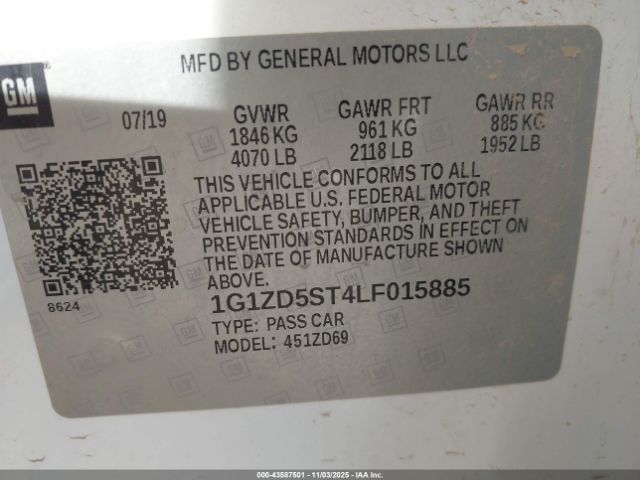 GM
MFD BY GENERAL MOTORS LLC
07/19 GVWR GAWR FRT GAWR RR
1846 KG 961 KG 885 KG
4070 LB 2118 LB 1952 LB
THIS VEHICLE CONFORMS TO ALL
APPLICABLE U.S. FEDERAL MOTOR
VEHICLE SAFETY, BUMPER, AND THEFT
PREVENTION STANDARDS IN EFFECT ON
THE DATE OF MANUFACTURE SHOWN
ABOVE.
8624
1G1ZD5ST4LF015885
TYPE: PASS CAR
MODEL: 451ZD69
000-43587501 - 11/03/2025 - IAA Inc.